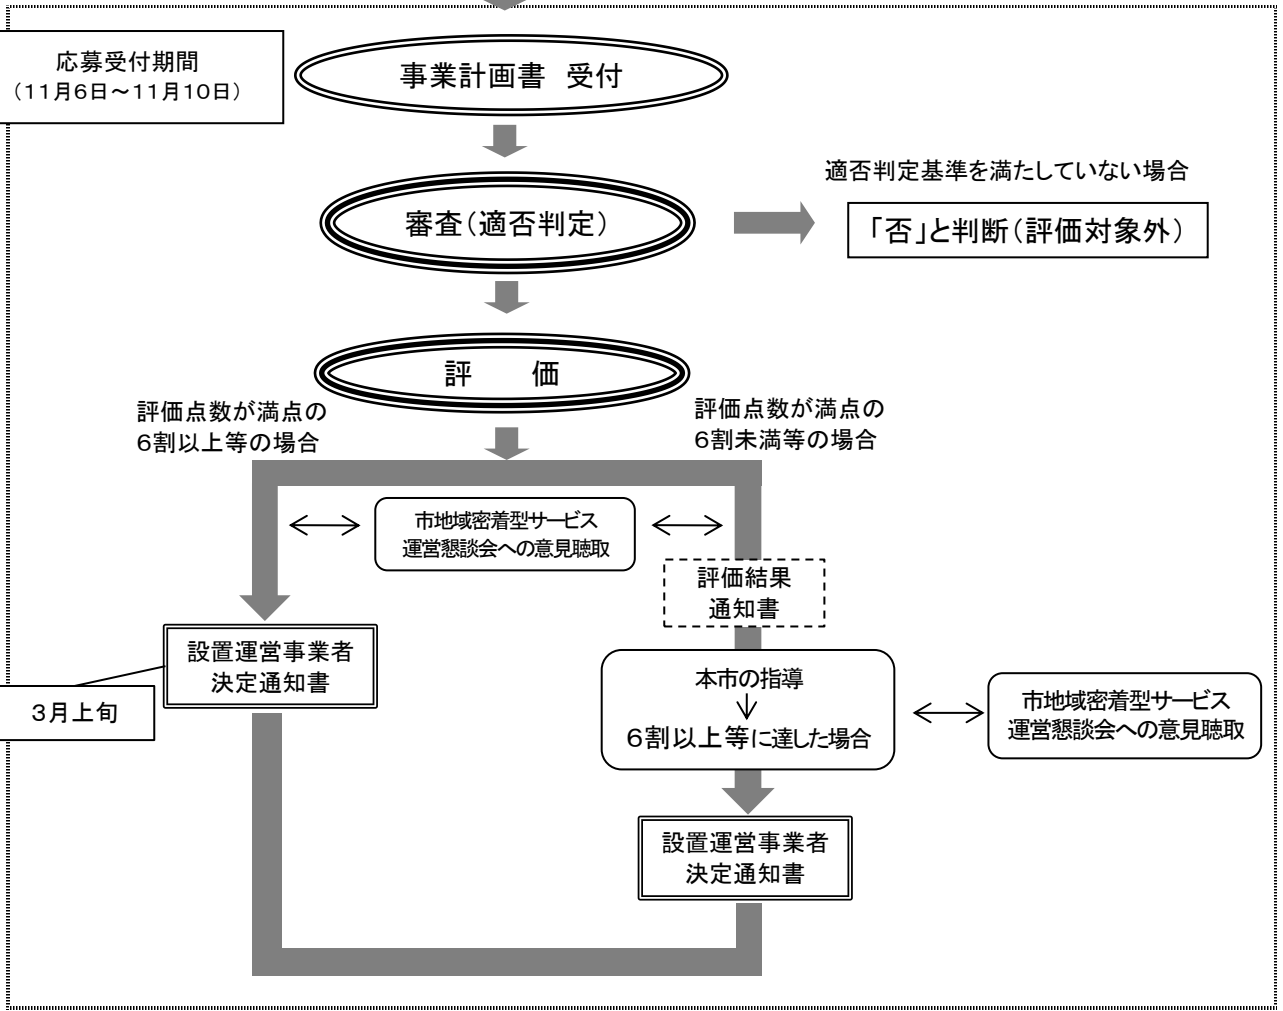 応募受付期間
（11月6日～11月10日）
事業計画書　受付
審査（適否判定）
適否判定基準を満たしていない場合
「否」と判断（評価対象外）
評　　価
評価点数が満点の
6割以上等の場合
評価点数が満点の
6割未満等の場合
市地域密着型サービス
運営懇談会への意見聴取
評価結果
通知書
設置運営事業者
決定通知書
3月上旬
本市の指導
6割以上等に達した場合
市地域密着型サービス
運営懇談会への意見聴取
設置運営事業者
決定通知書